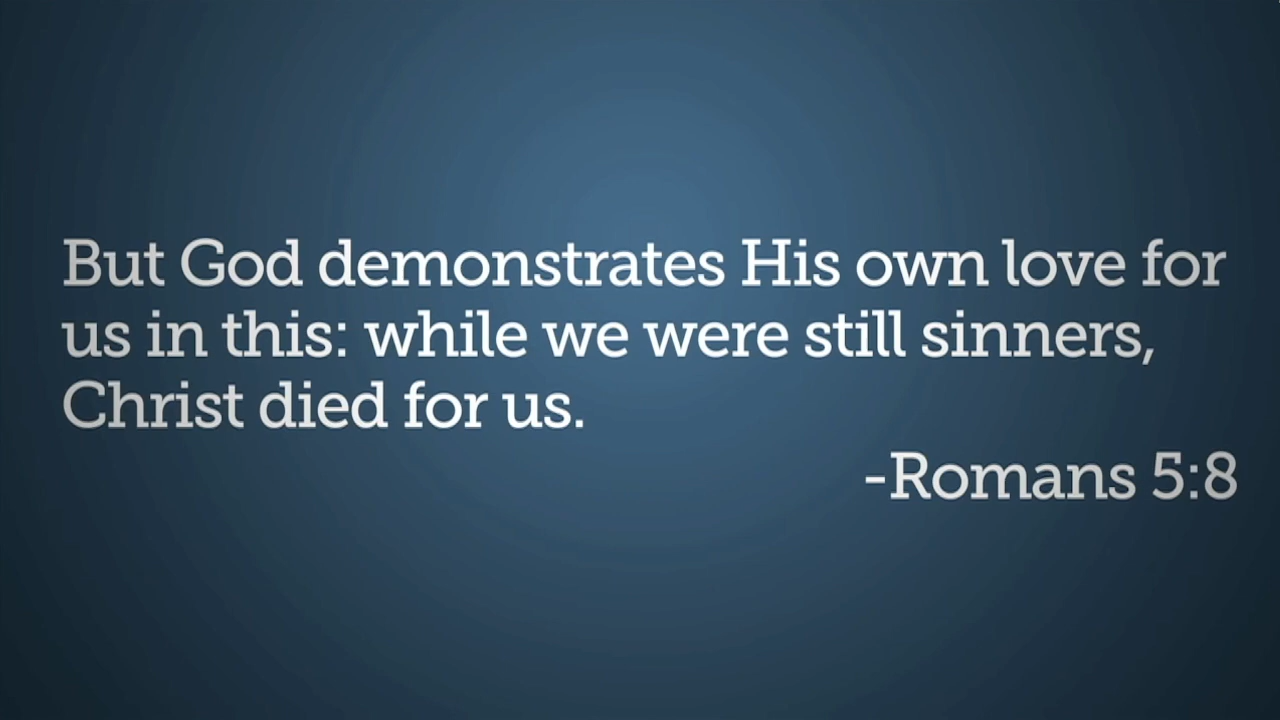 But God demonstrates His own love for
us in this: while we were still sinners,
Christ died for us.
-Romans 5:8